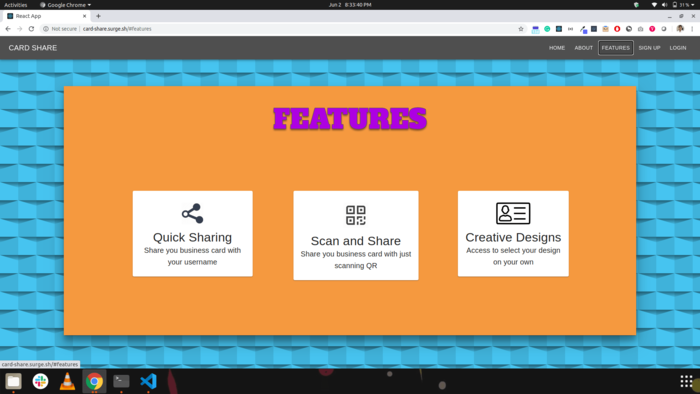 Activities
Google Chrome
Jun 2 8:33:40 PM
31%
React App
Not secure
card-share.surge.sh/#features
CARD SHARE
HOME
ABOUT
FEATURES
SIGN UP
LOGIN
FEATURES
Quick Sharing
Share you business card with
your username
Scan and Share
Share you business card with just
scanning QR
Creative Designs
Access to select your design
on your own
card-share.surge.sh/#features